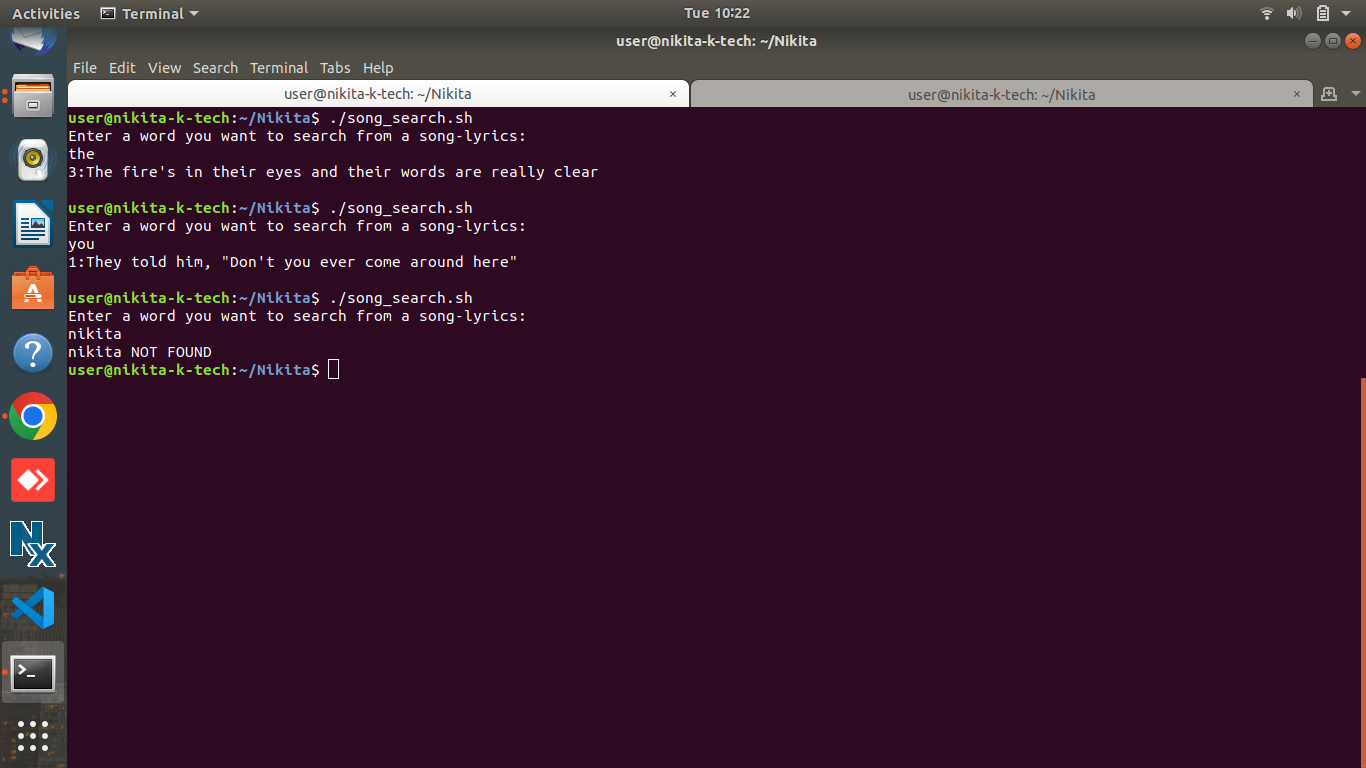 Activities Terminal Tue 10:22
user@nikita-k-tech: ~/Nikita
File Edit View Search Terminal Tabs Help
user@nikita-k-tech: ~/Nikita × user@nikita-k-tech: ~/Nikita ×
user@nikita-k-tech:~/Nikita$ ./song_search.sh
Enter a word you want to search from a song-lyrics:
the
3:The fire's in their eyes and their words are really clear
user@nikita-k-tech:~/Nikita$ ./song_search.sh
Enter a word you want to search from a song-lyrics:
you
1:They told him, "Don't you ever come around here"
user@nikita-k-tech:~/Nikita$ ./song_search.sh
Enter a word you want to search from a song-lyrics:
nikita
nikita NOT FOUND
user@nikita-k-tech:~/Nikita$